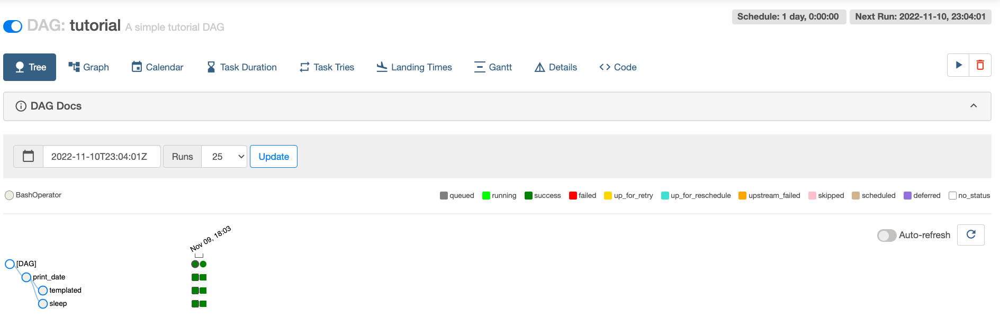 Schedule: 1 day, 0:00:00 Next Run: 2022-11-10, 23:04:01
DAG: tutorial A simple tutorial DAG
Tree Graph Calendar Task Duration Task Tries Landing Times Gantt Details Code
DAG Docs
2022-11-10T23:04:01Z Runs 25 Update
BashOperator queued running success failed up_for_retry up_for_reschedule upstream_failed skipped scheduled deferred no_status
Nov 09, 18:03
Auto-refresh
[DAG]
print_date
templated
sleep